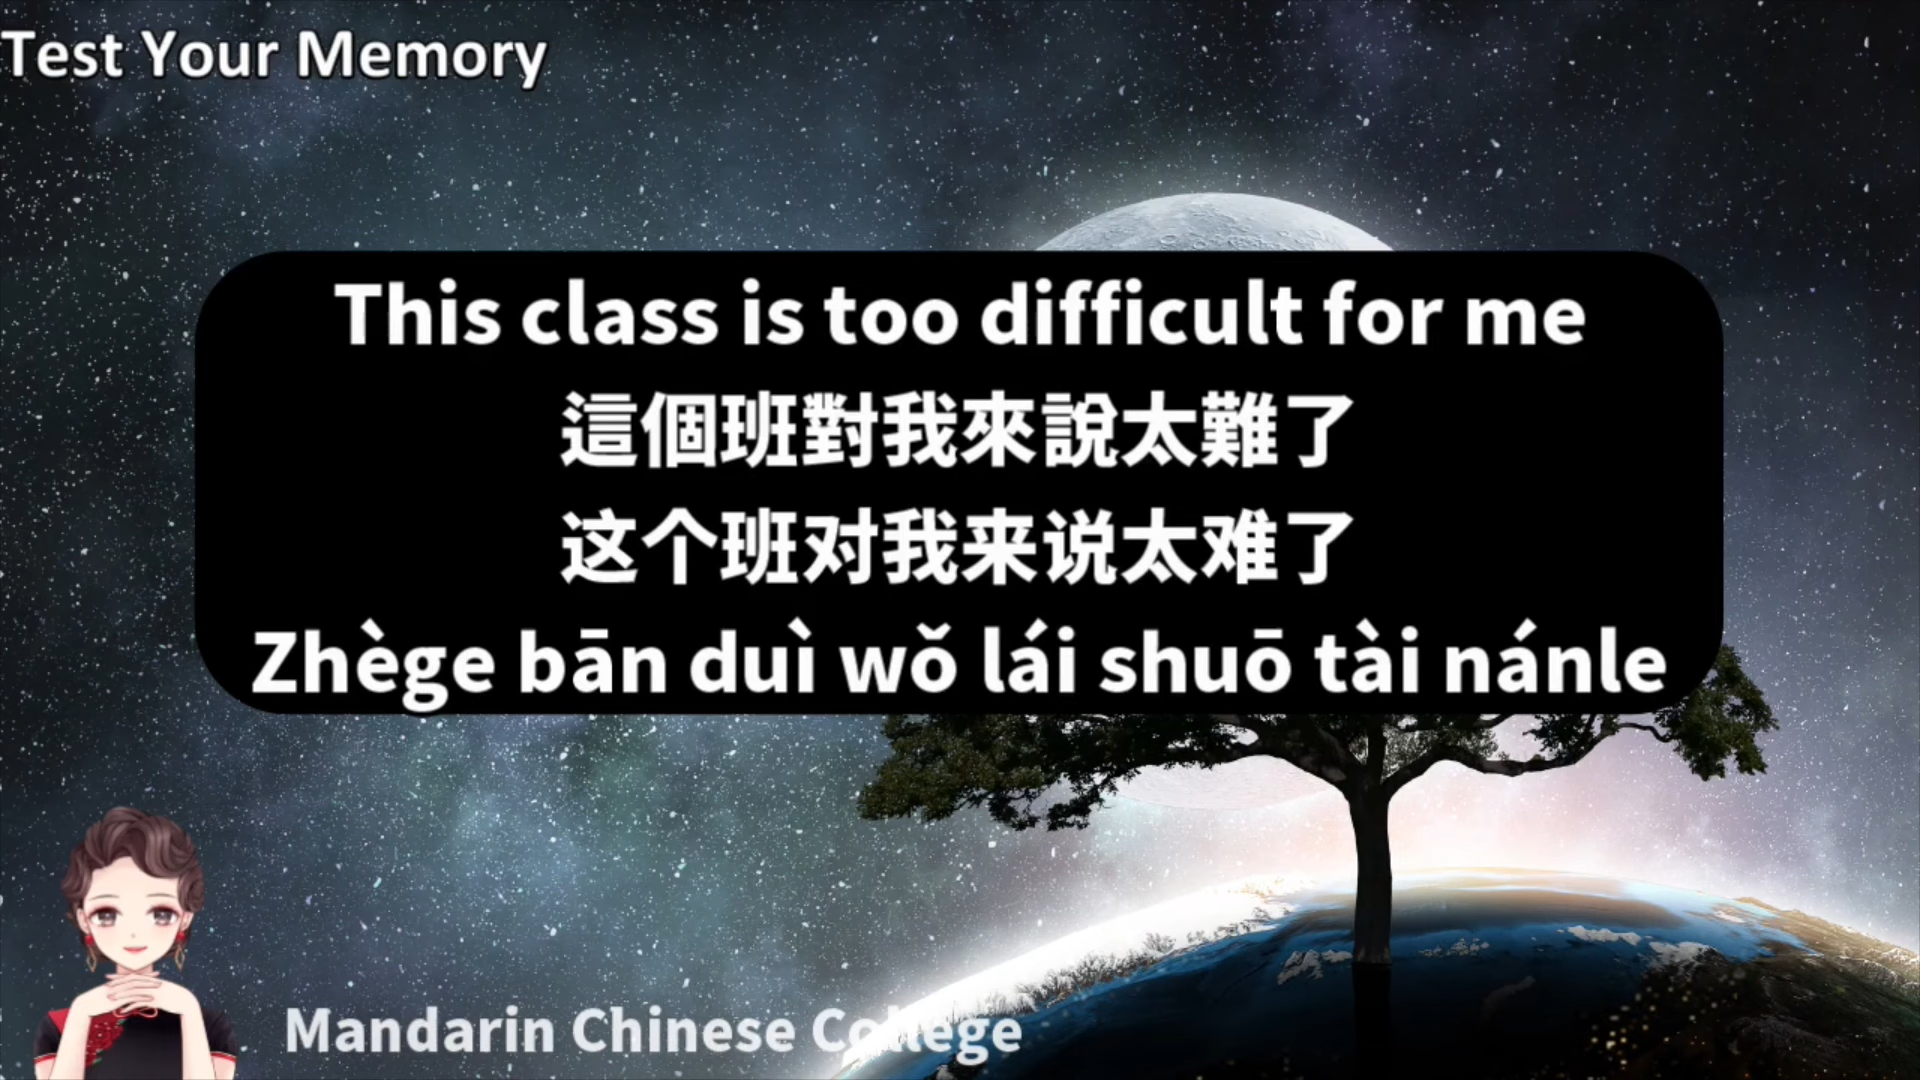 Test Your Memory
This class is too difficult for me
這個班對我來說太難了
这个班对我来说太难了
Zhège bān duì wǒ lái shuō tài nánle
Mandarin Chinese College